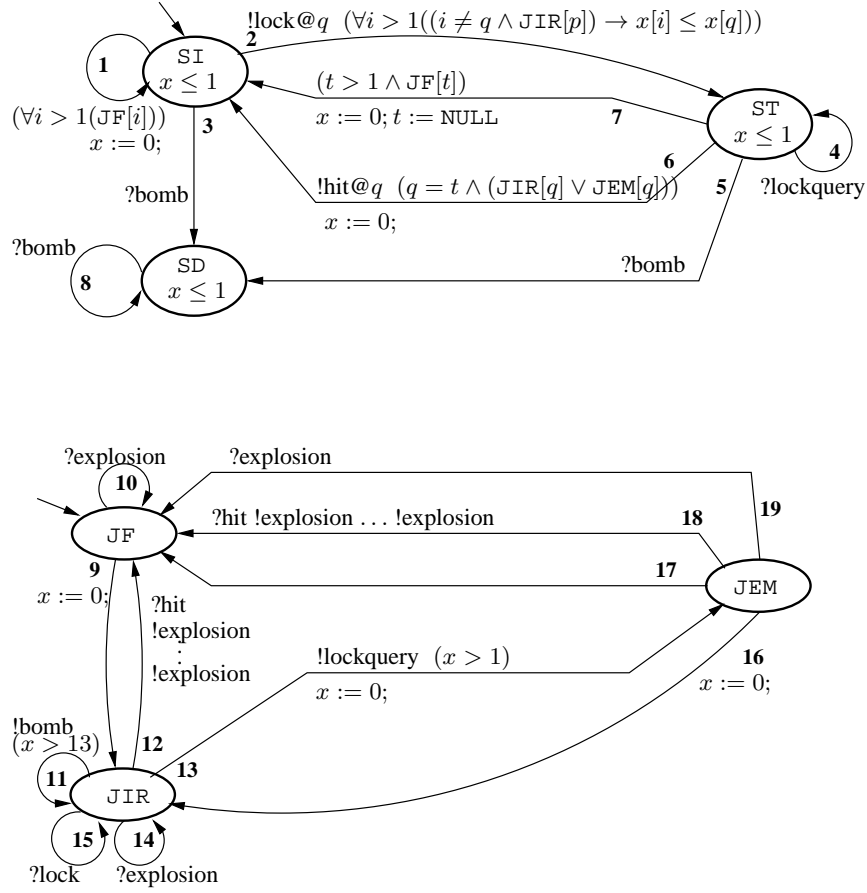 !lock@q (∀i > 1((i ≠ q ∧ JIR[p]) → x[i] ≤ x[q]))
2
1
SI
x ≤ 1
(t > 1 ∧ JF[t])
ST
x ≤ 1
(∀i > 1(JF[i]))
x := 0;
3
x := 0; t := NULL
7
4
6
!hit@q (q = t ∧ (JIR[q] ∨ JEM[q]))
5
?lockquery
?bomb
x := 0;
?bomb
SD
x ≤ 1
8
?bomb
?explosion
10
?explosion
19
?hit !explosion . . . !explosion
18
JF
9
17
JEM
x := 0;
?hit
!explosion
:
!explosion
!lockquery (x > 1)
16
x := 0;
x := 0;
!bomb
(x > 13)
12
13
11
JIR
15
14
?lock
?explosion